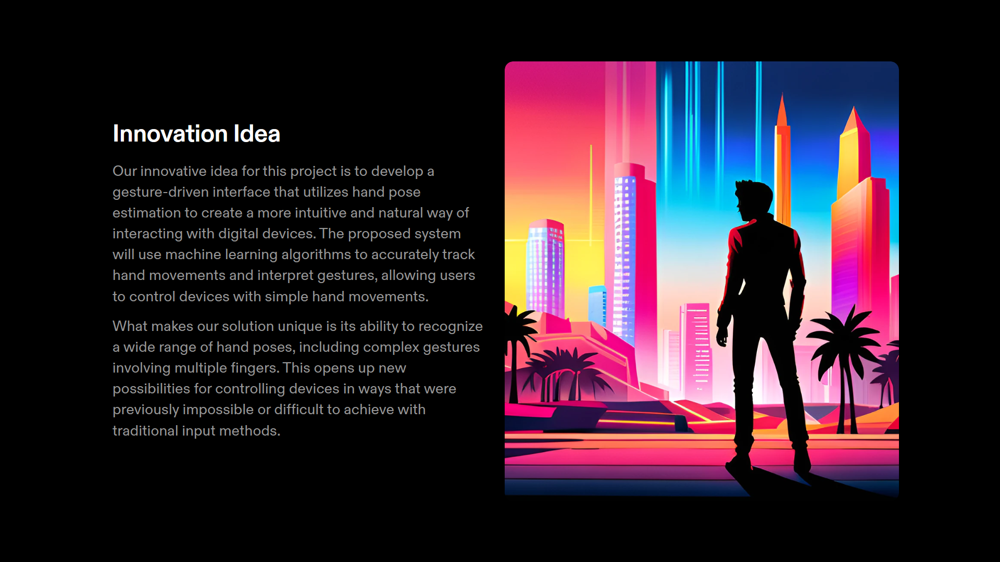 Innovation Idea
Our innovative idea for this project is to develop a
gesture-driven interface that utilizes hand pose
estimation to create a more intuitive and natural way of
interacting with digital devices. The proposed system
will use machine learning algorithms to accurately track
hand movements and interpret gestures, allowing users
to control devices with simple hand movements.
What makes our solution unique is its ability to recognize
a wide range of hand poses, including complex gestures
involving multiple fingers. This opens up new
possibilities for controlling devices in ways that were
previously impossible or difficult to achieve with
traditional input methods.